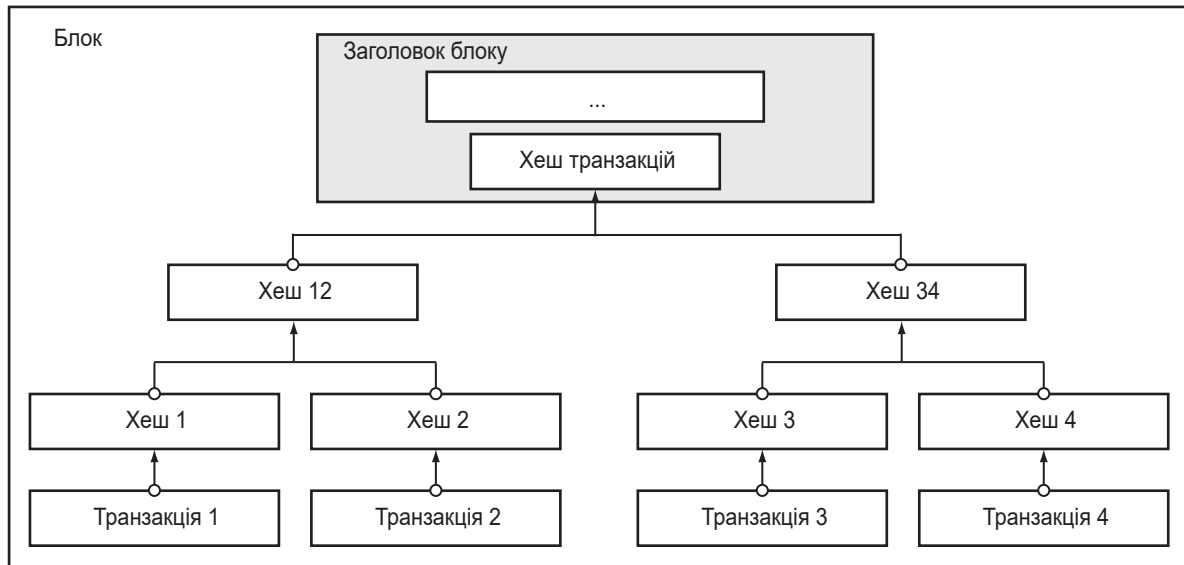 Блок
Заголовок блоку
...
Хеш транзакцій
Хеш 12
Хеш 34
Хеш 1
Хеш 2
Хеш 3
Хеш 4
Транзакція 1
Транзакція 2
Транзакція 3
Транзакція 4